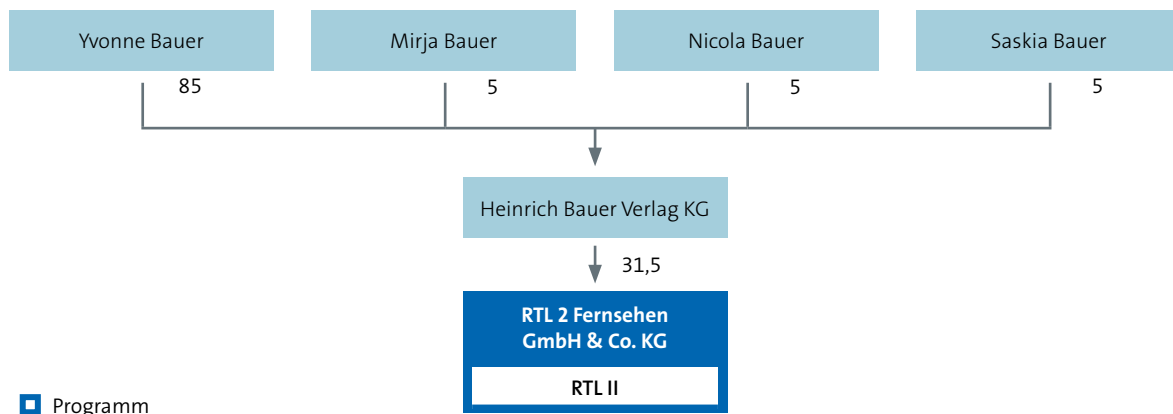 Yvonne Bauer
Mirja Bauer
Nicola Bauer
Saskia Bauer
85
5
5
5
Heinrich Bauer Verlag KG
31,5
RTL 2 Fernsehen
GmbH & Co. KG
RTL II
Programm